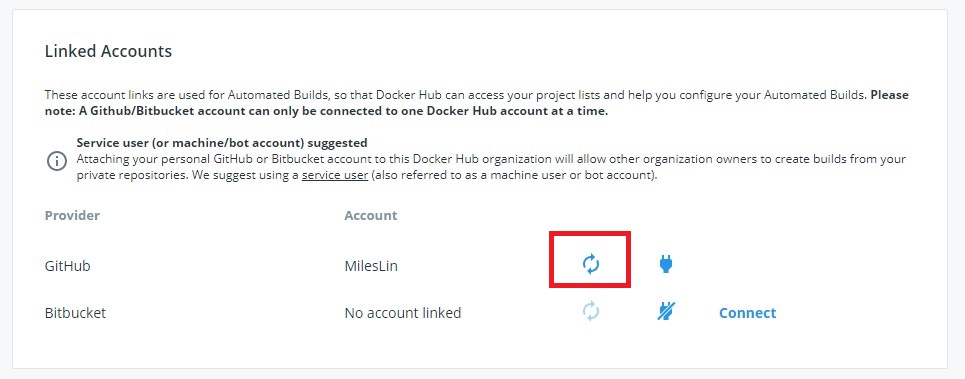 Linked Accounts
These account links are used for Automated Builds, so that Docker Hub can access your project lists and help you configure your Automated Builds. Please
note: A Github/Bitbucket account can only be connected to one Docker Hub account at a time.
Service user (or machine/bot account) suggested
Attaching your personal GitHub or Bitbucket account to this Docker Hub organization will allow other organization owners to create builds from your
private repositories. We suggest using a service user (also referred to as a machine user or bot account).
Provider Account
GitHub MilesLin
Bitbucket No account linked Connect